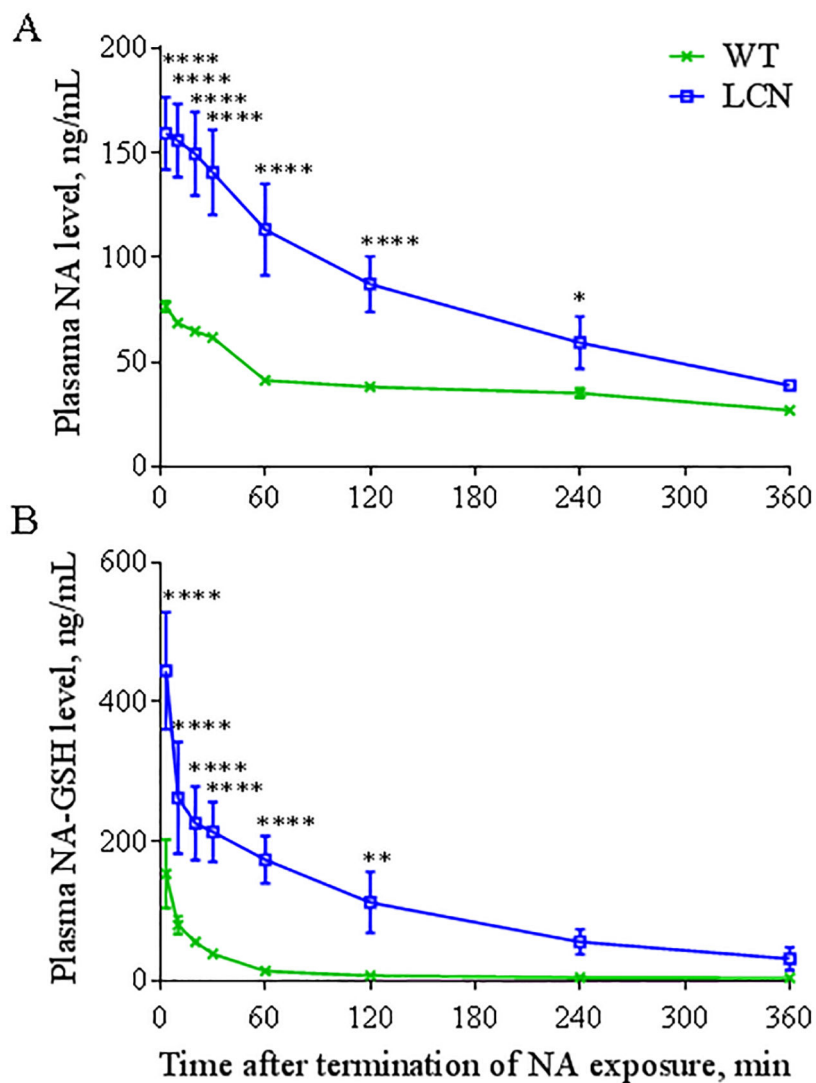 A
Plasama NA level, ng/mL
200
150
100
50
0
****
****
****
****
****
****
*
WT
LCN
0 60 120 180 240 300 360
B
Plasma NA-GSH level, ng/mL
600
400
200
0
****
****
****
****
****
**
0 60 120 180 240 300 360
Time after termination of NA exposure, min